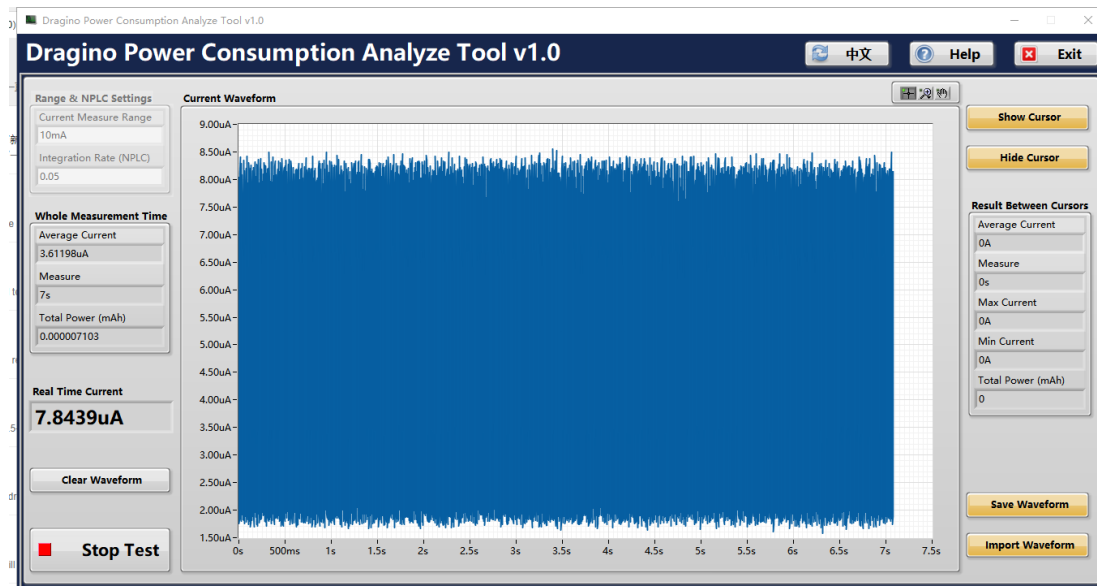 Dragino Power Consumption Analyze Tool v1.0
Dragino Power Consumption Analyze Tool v1.0
中文
Help
Exit
Range & NPLC Settings
Current Measure Range
10mA
Integration Rate (NPLC)
0.05
Whole Measurement Time
Average Current
3.61198uA
Measure
7s
Total Power (mAh)
0.000007103
Real Time Current
7.8439uA
Clear Waveform
Stop Test
Current Waveform
9.00uA
8.50uA
8.00uA
7.50uA
7.00uA
6.50uA
6.00uA
5.50uA
5.00uA
4.50uA
4.00uA
3.50uA
3.00uA
2.50uA
2.00uA
1.50uA
0s 500ms 1s 1.5s 2s 2.5s 3s 3.5s 4s 4.5s 5s 5.5s 6s 6.5s 7s 7.5s
Show Cursor
Hide Cursor
Result Between Cursors
Average Current
0A
Measure
0s
Max Current
0A
Min Current
0A
Total Power (mAh)
0
Save Waveform
Import Waveform